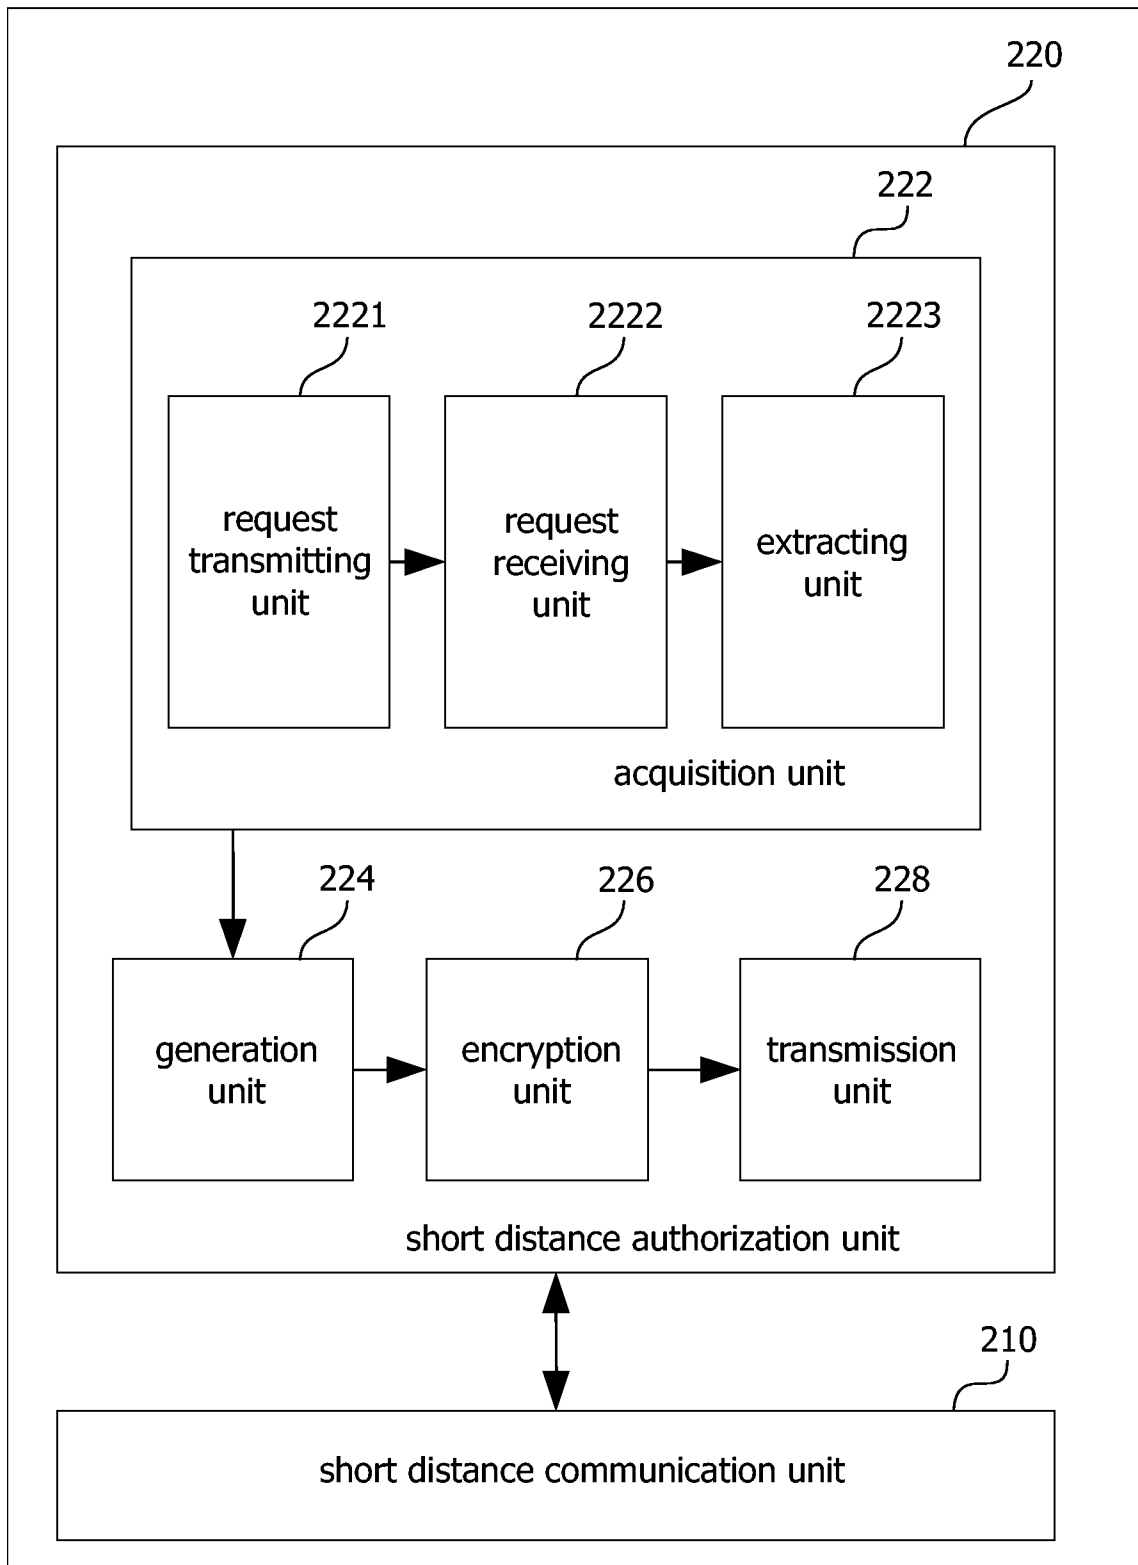 220
222
2221
2222
2223
request
transmitting
unit
request
receiving
unit
extracting
unit
acquisition unit
224
226
228
generation
unit
encryption
unit
transmission
unit
short distance authorization unit
210
short distance communication unit